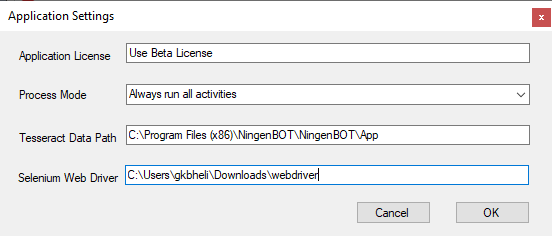 Application Settings
x
Application License
Use Beta License
Process Mode
Always run all activities
Tesseract Data Path
C:\Program Files (x86)\NingenBOT\NingenBOT\App
Selenium Web Driver
C:\Users\gkbheli\Downloads\webdriver
Cancel
OK